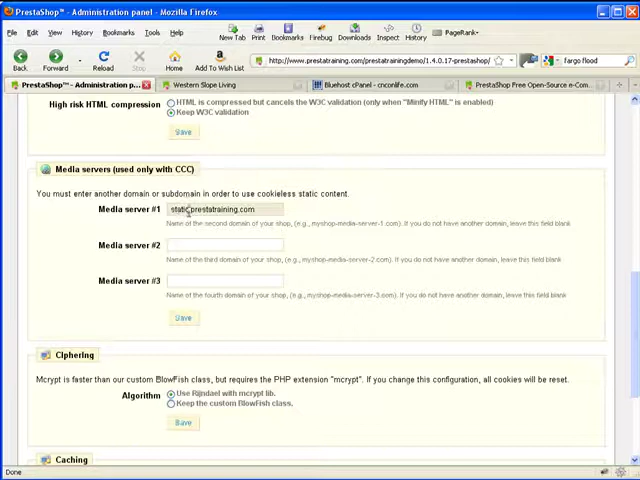 PrestaShop™ - Administration panel - Mozilla Firefox
File Edit View History Bookmarks Tools Help
New Tab Print Bookmarks Firebug Downloads Inspect History PageRank
Back Forward Reload Stop Home Add To Wish List http://www.prestatraining.com/prestatrainingdemo/1.4.0.17-prestashop/ fargo flood
PrestaShop™ - Administration p... Western Slope Living Bluehost cPanel - cnconlife.com PrestaShop Free Open-Source e-Com...
High risk HTML compression
HTML is compressed but cancels the W3C validation (only when "Minify HTML" is enabled)
Keep W3C validation
Save
Media servers (used only with CCC)
You must enter another domain or subdomain in order to use cookieless static content.
Media server #1 static.prestatraining.com
Name of the second domain of your shop, (e.g., myshop-media-server-1.com). If you do not have another domain, leave this field blank
Media server #2
Name of the third domain of your shop, (e.g., myshop-media-server-2.com). If you do not have another domain, leave this field blank
Media server #3
Name of the fourth domain of your shop, (e.g., myshop-media-server-3.com). If you do not have another domain, leave this field blank
Save
Ciphering
Mcrypt is faster than our custom BlowFish class, but requires the PHP extension "mcrypt". If you change this configuration, all cookies will be reset.
Algorithm Use Rijndael with mcrypt lib.
Keep the custom BlowFish class.
Save
Caching
Done